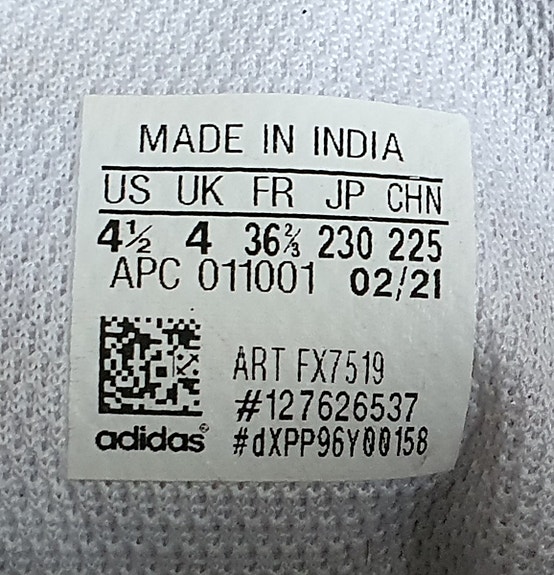 MADE IN INDIA
US UK FR JP CHN
4½ 4 36⅔ 230 225
APC 011001 02/21
ART FX7519
#127626537
adidas® #dXPP96Y00158